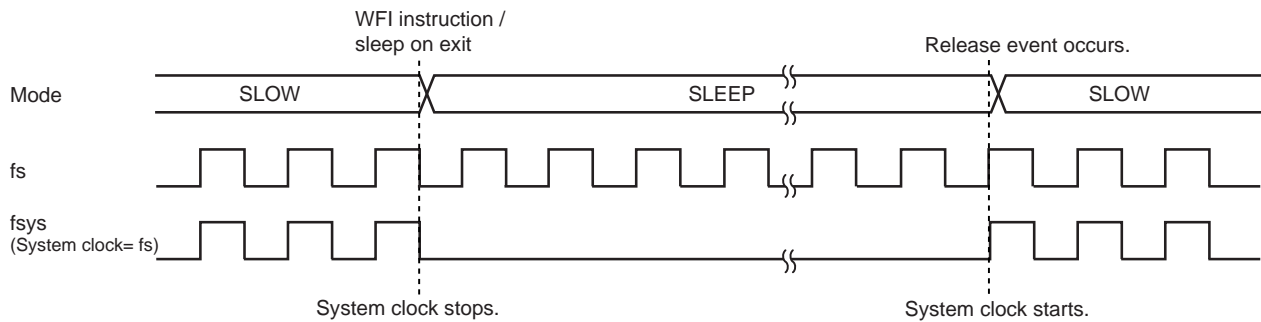 WFI instruction /
sleep on exit
Release event occurs.
Mode
SLOW
SLEEP
SLOW
fs
fsys
(System clock= fs)
System clock stops.
System clock starts.